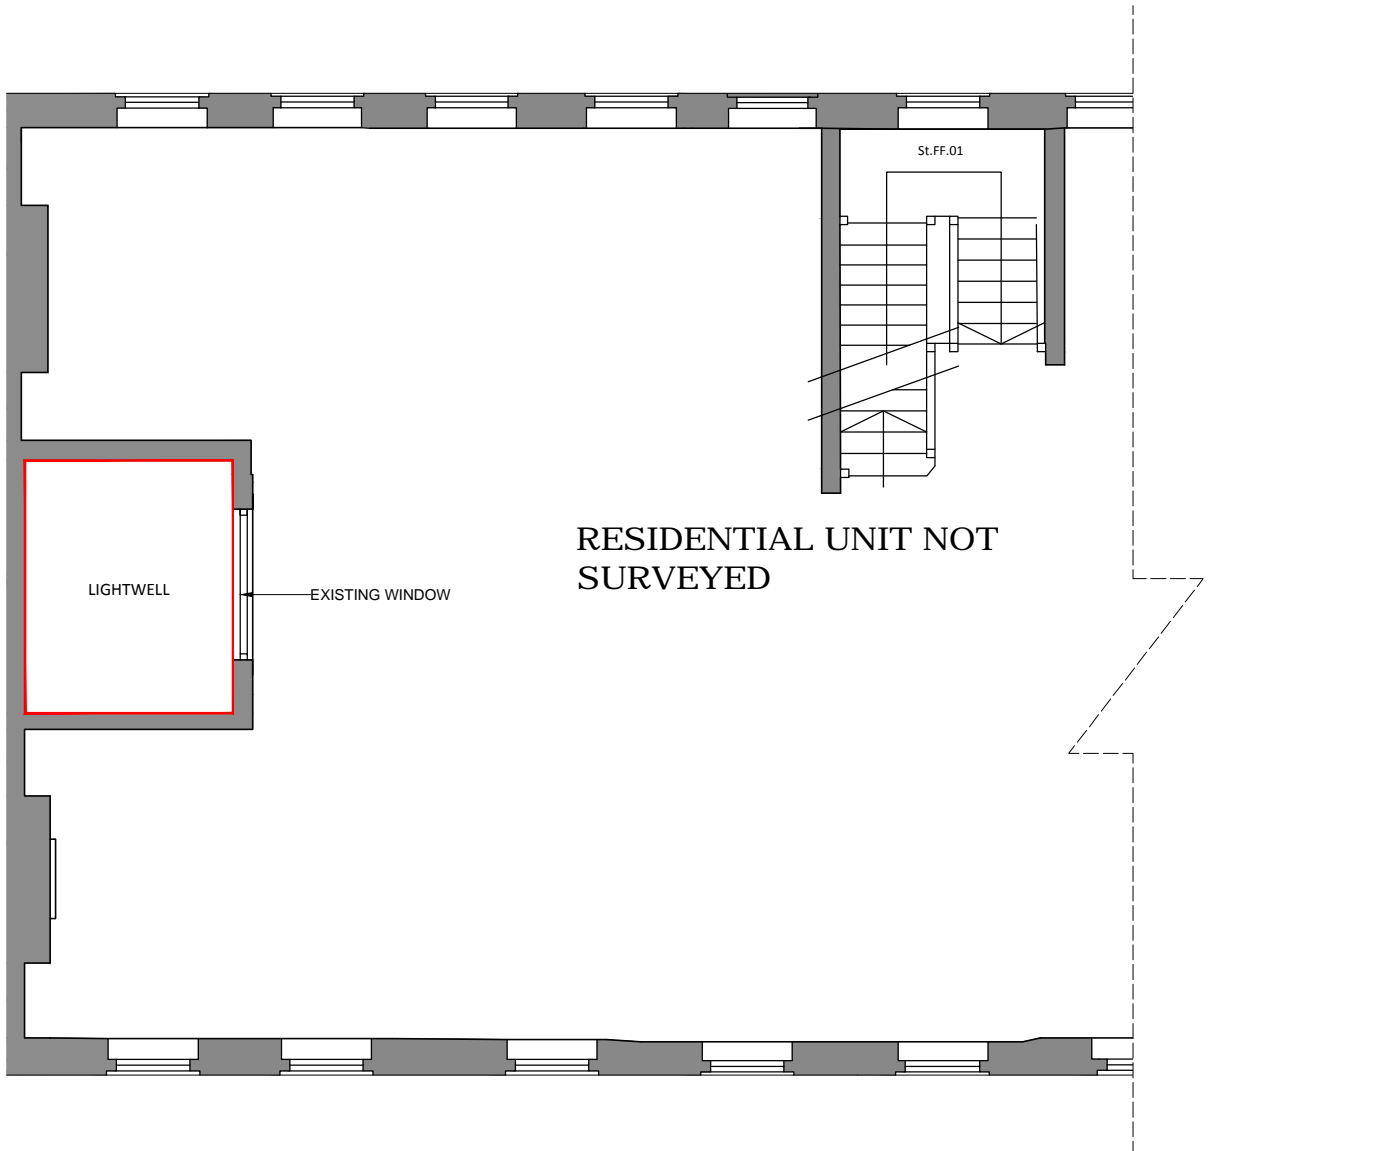 St.FF.01
RESIDENTIAL UNIT NOT
SURVEYED
LIGHTWELL
EXISTING WINDOW